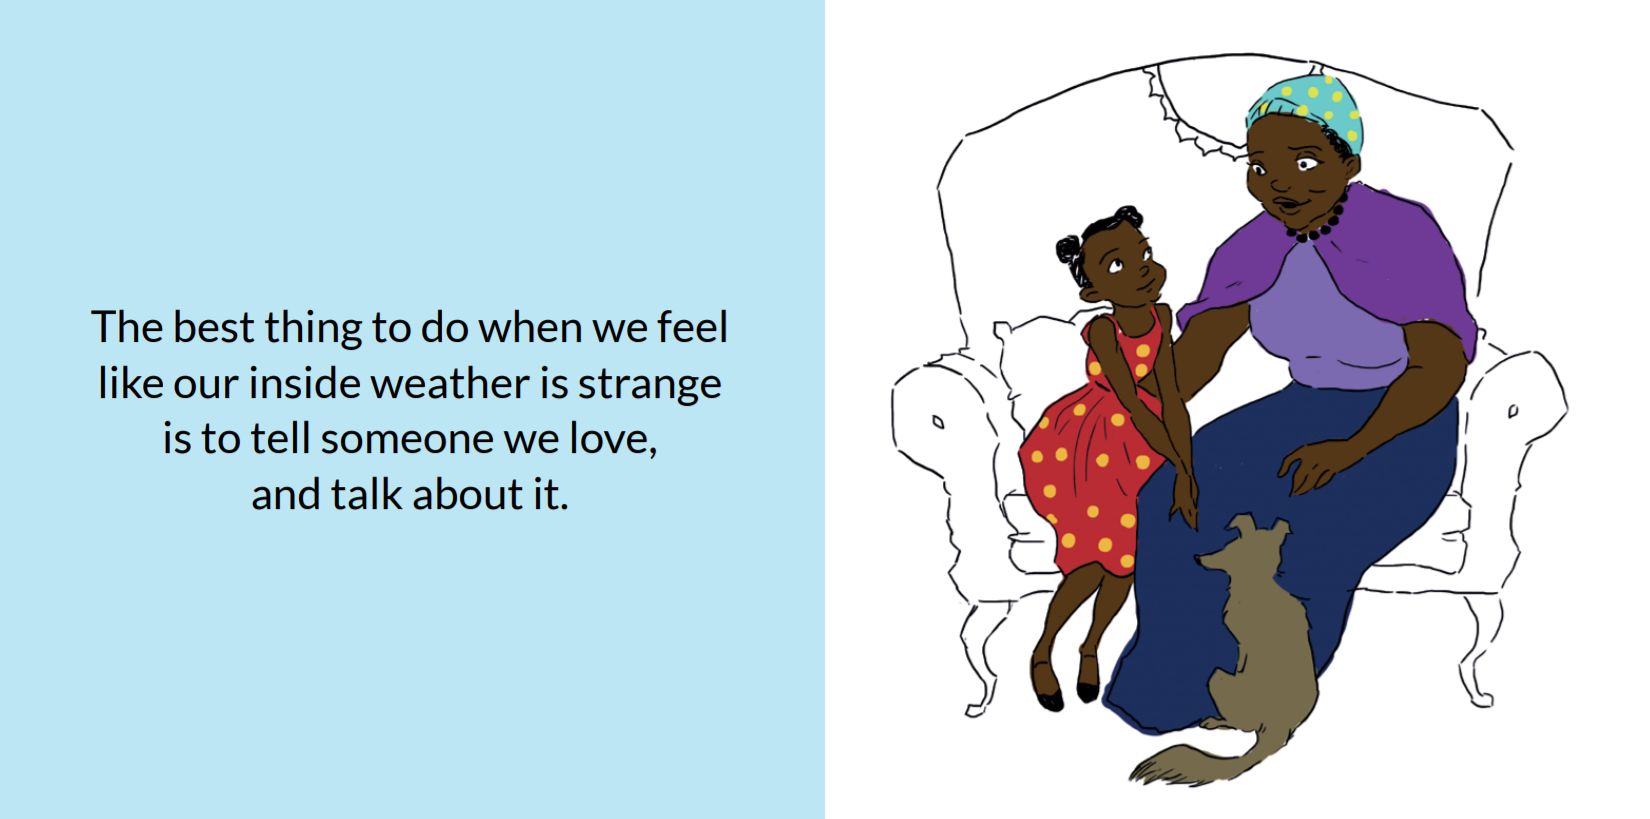 The best thing to do when we feel
like our inside weather is strange
is to tell someone we love,
and talk about it.